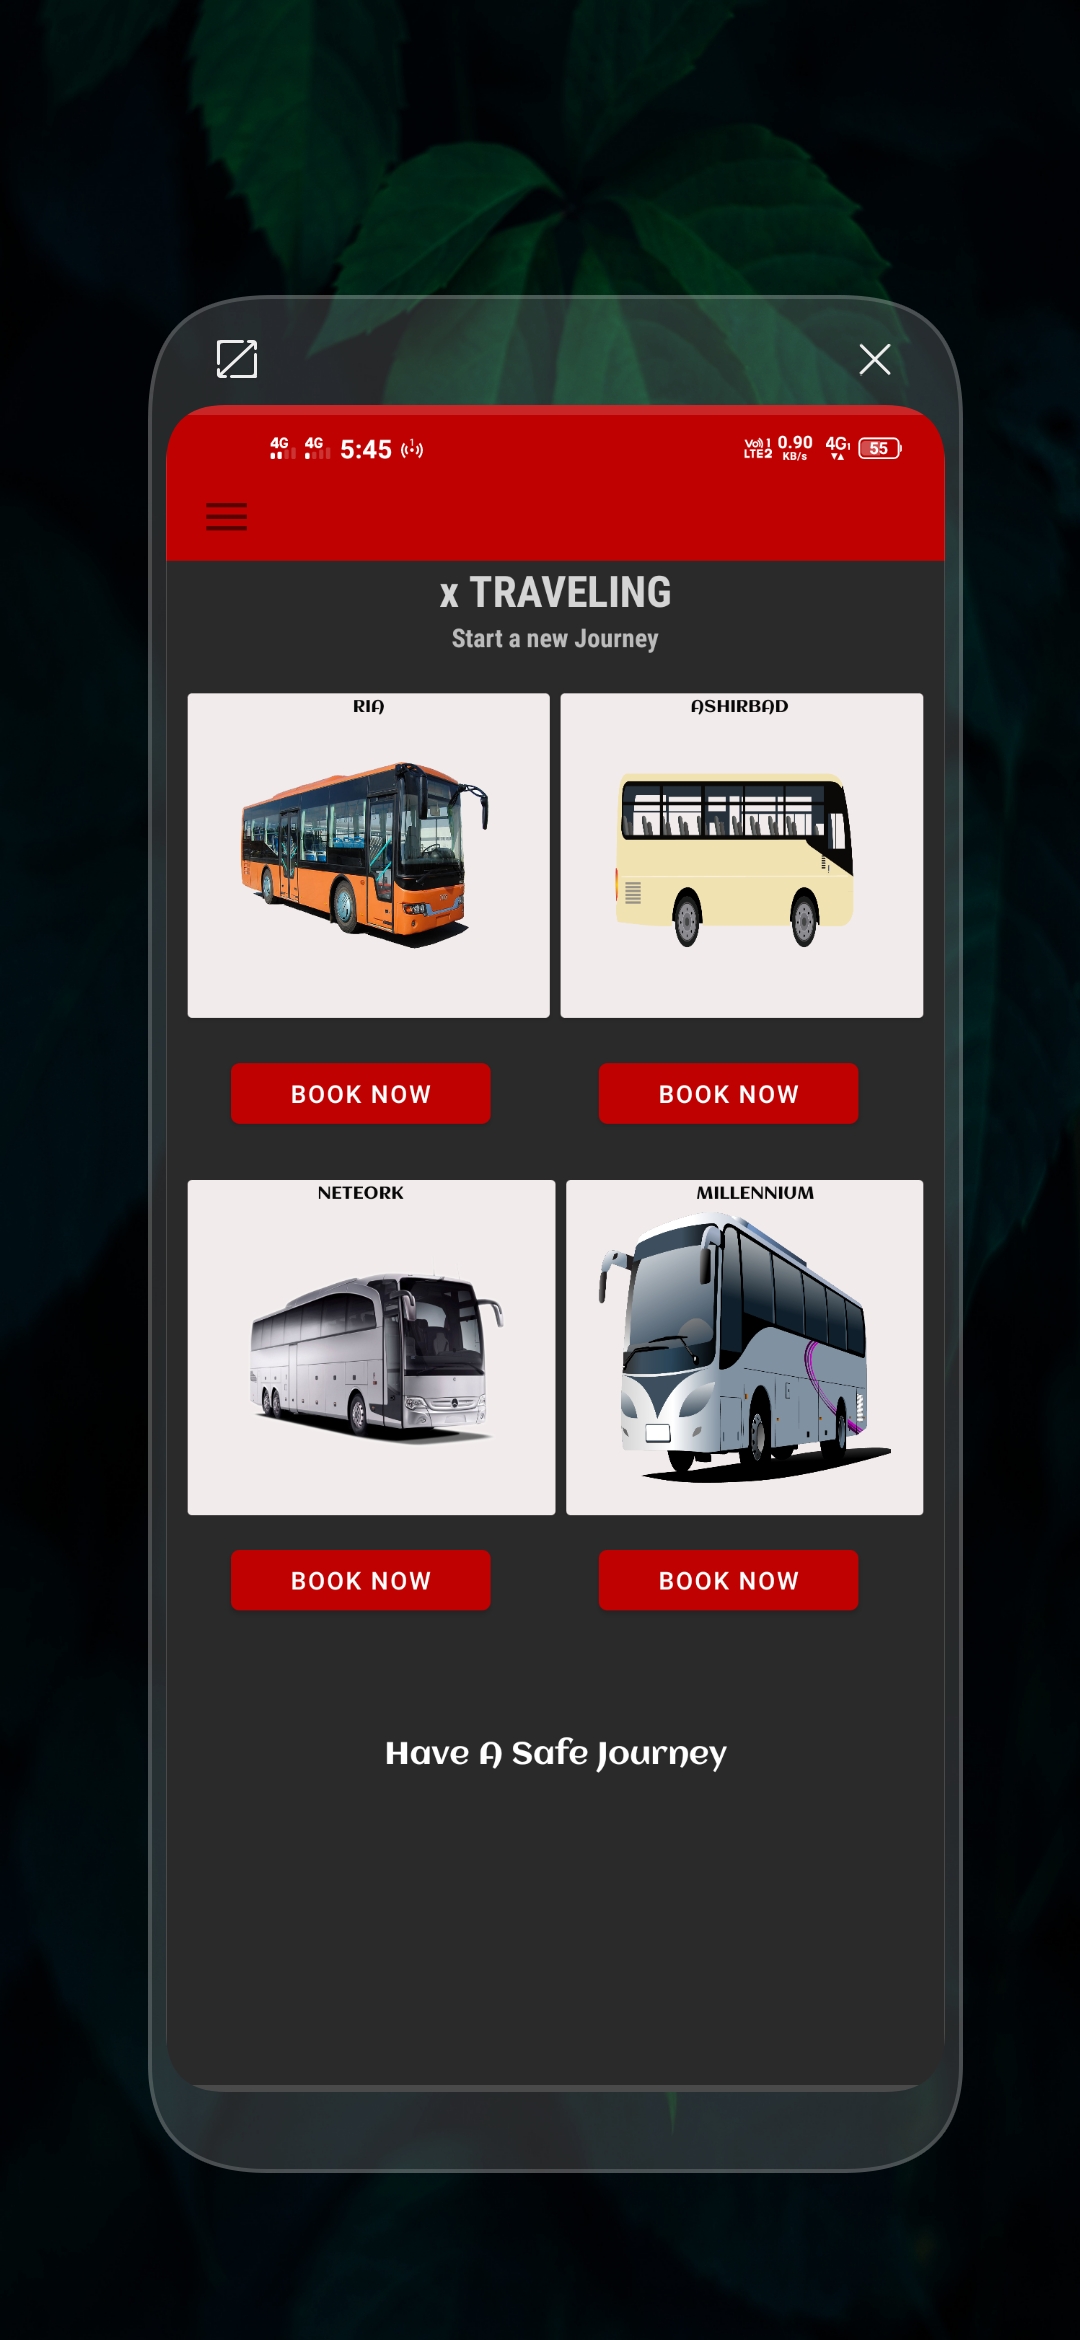 4G 4G 5:45 1 Vo)) 1 LTE2 0.90 KB/s 4G 55
x TRAVELING
Start a new Journey
RIA ASHIRBAD
BOOK NOW BOOK NOW
NETEORK MILLENNIUM
BOOK NOW BOOK NOW
Have A Safe Journey